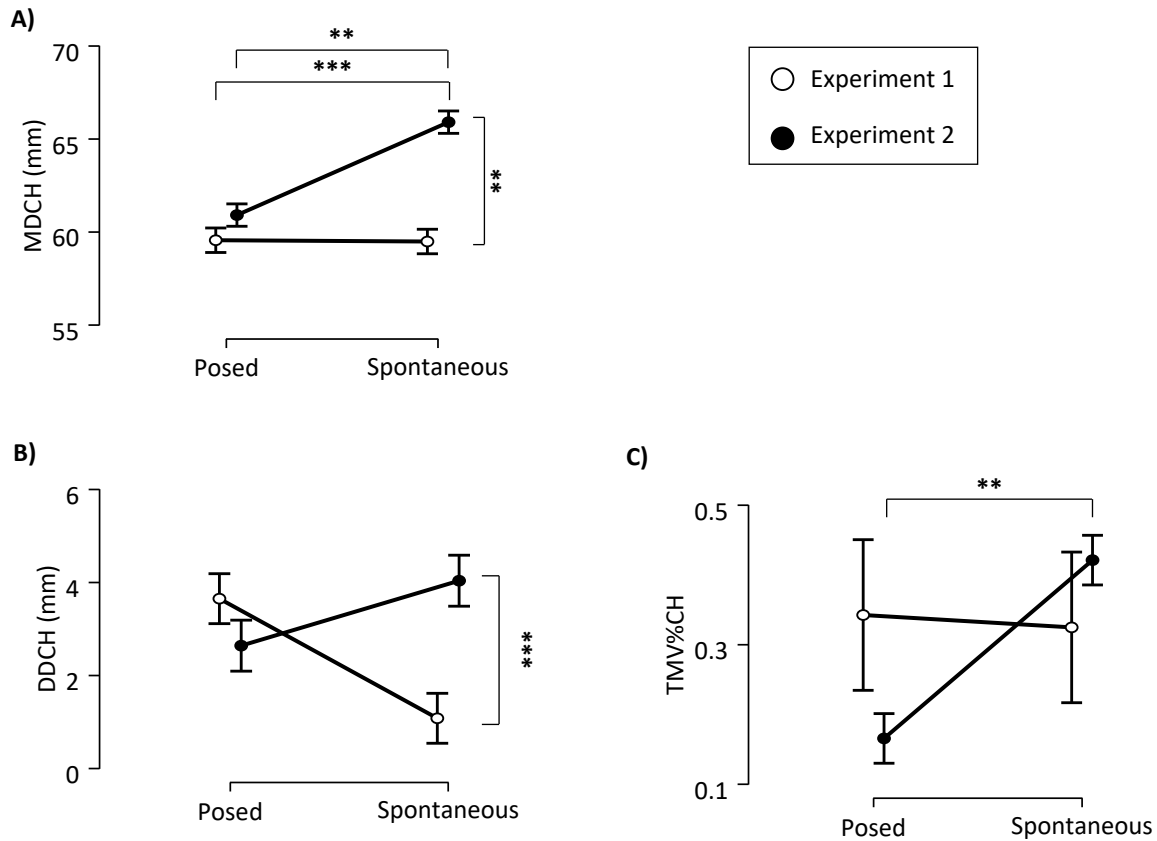 A)
70
65
60
55
MDCH (mm)
**
***
**
Posed
Spontaneous
Experiment 1
Experiment 2
B)
6
4
2
0
DDCH (mm)
***
Posed
Spontaneous
C)
0.5
0.3
0.1
TMV%CH
**
Posed
Spontaneous